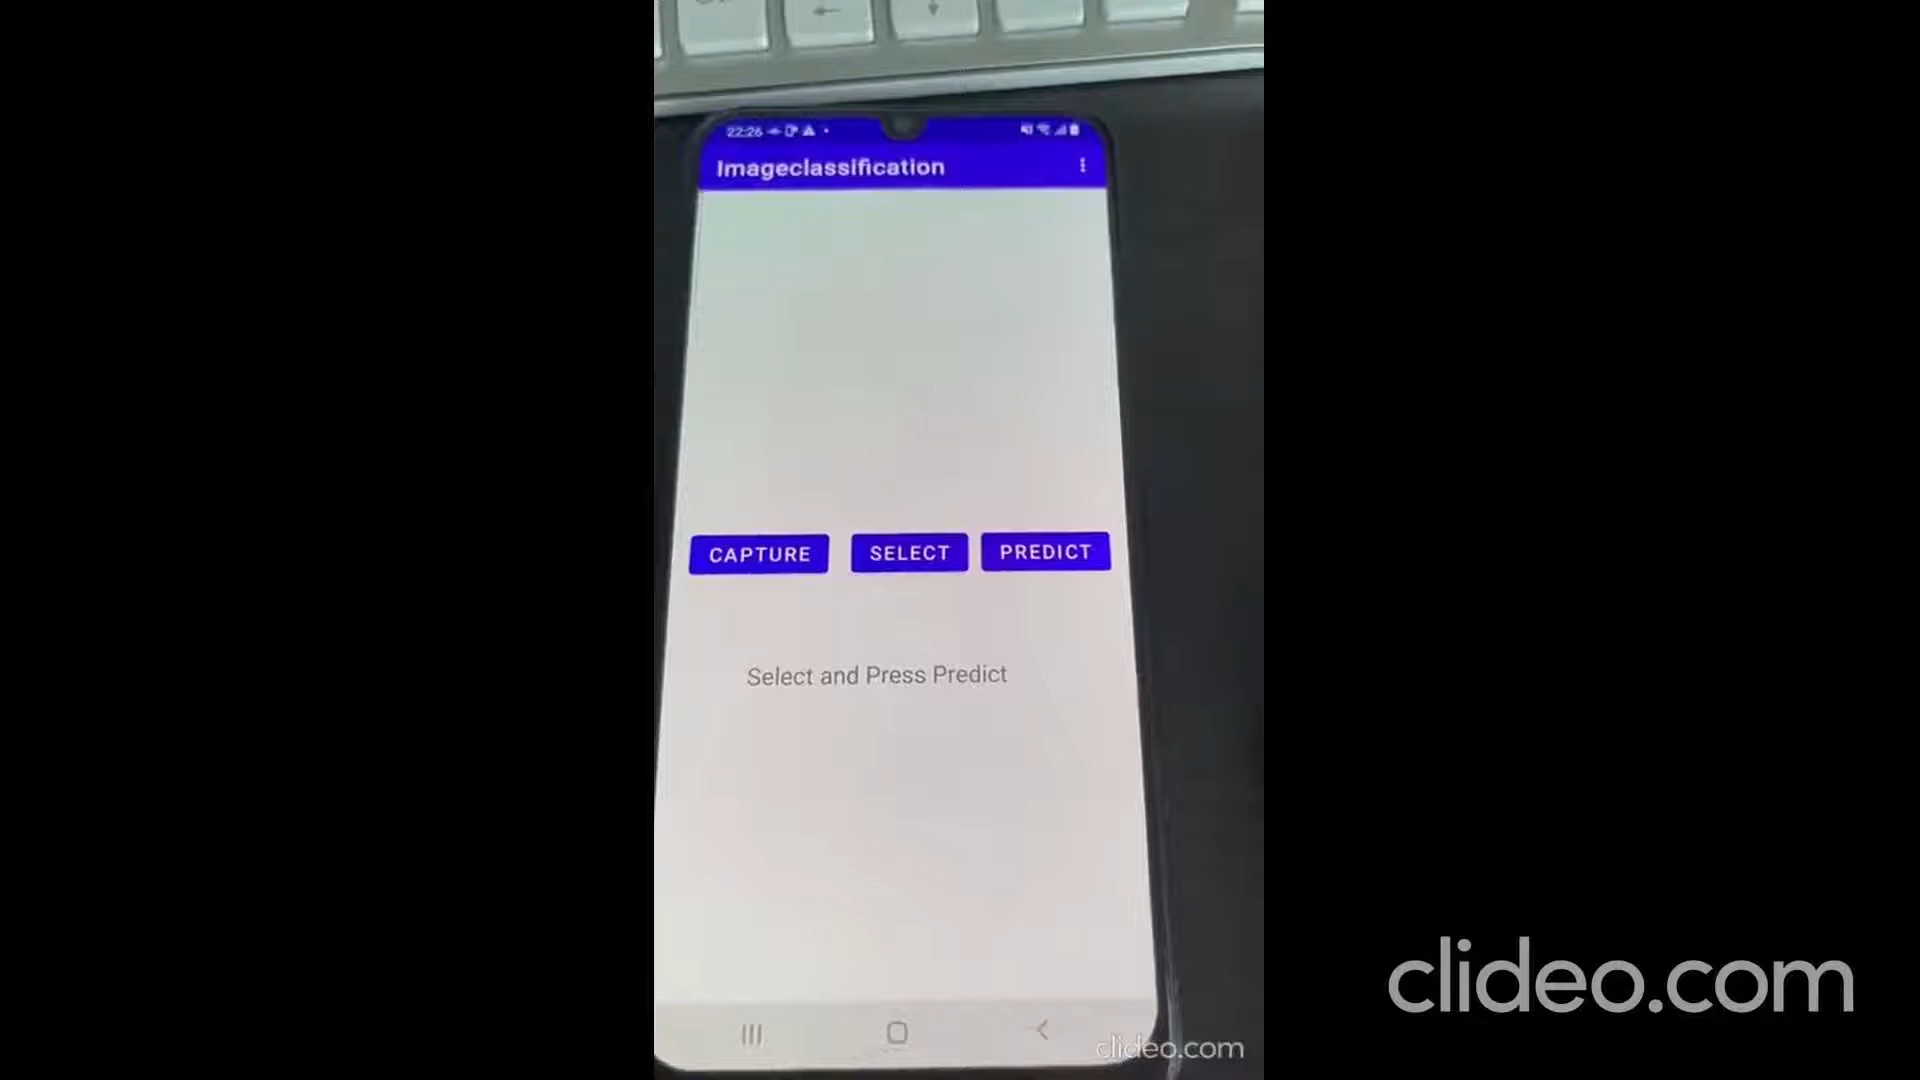 22:26
Imageclassification
CAPTURE SELECT PREDICT
Select and Press Predict
clideo.com
clideo.com